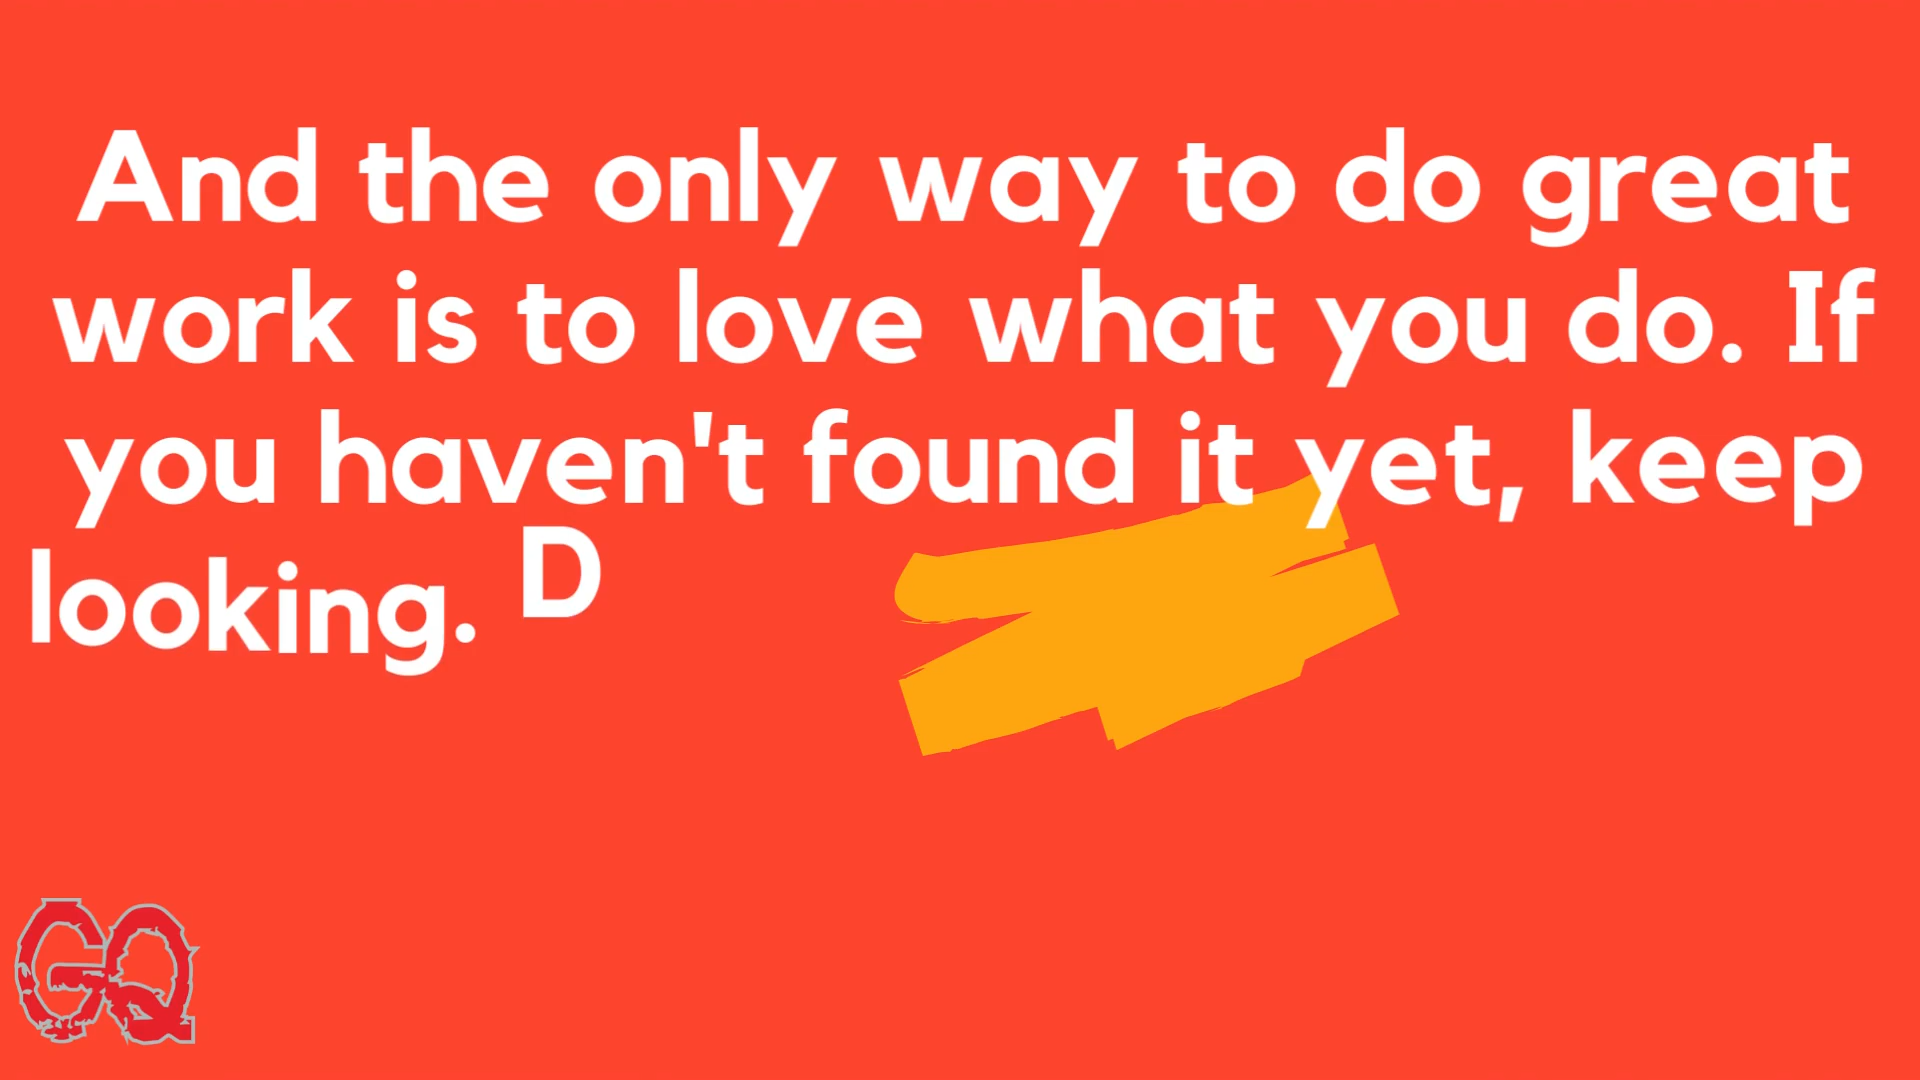 And the only way to do great
work is to love what you do. If
you haven't found it yet, keep
looking. D
GQ